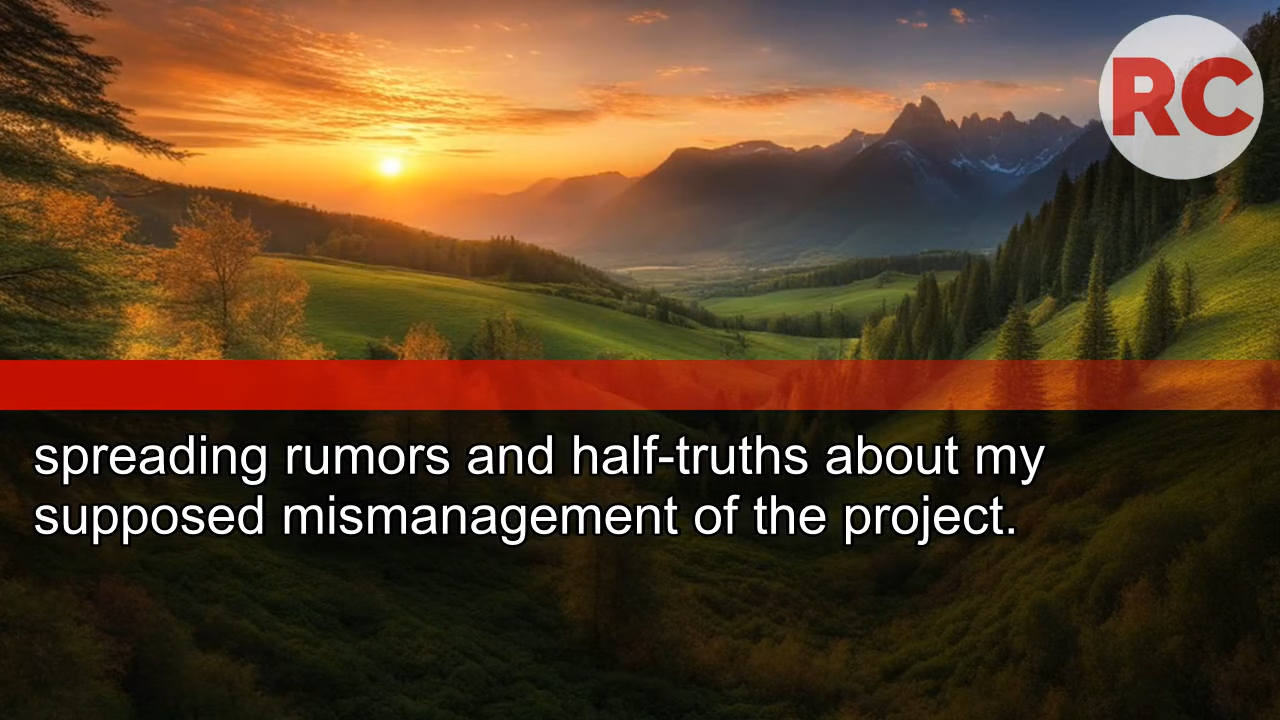 RC
spreading rumors and half-truths about my
supposed mismanagement of the project.